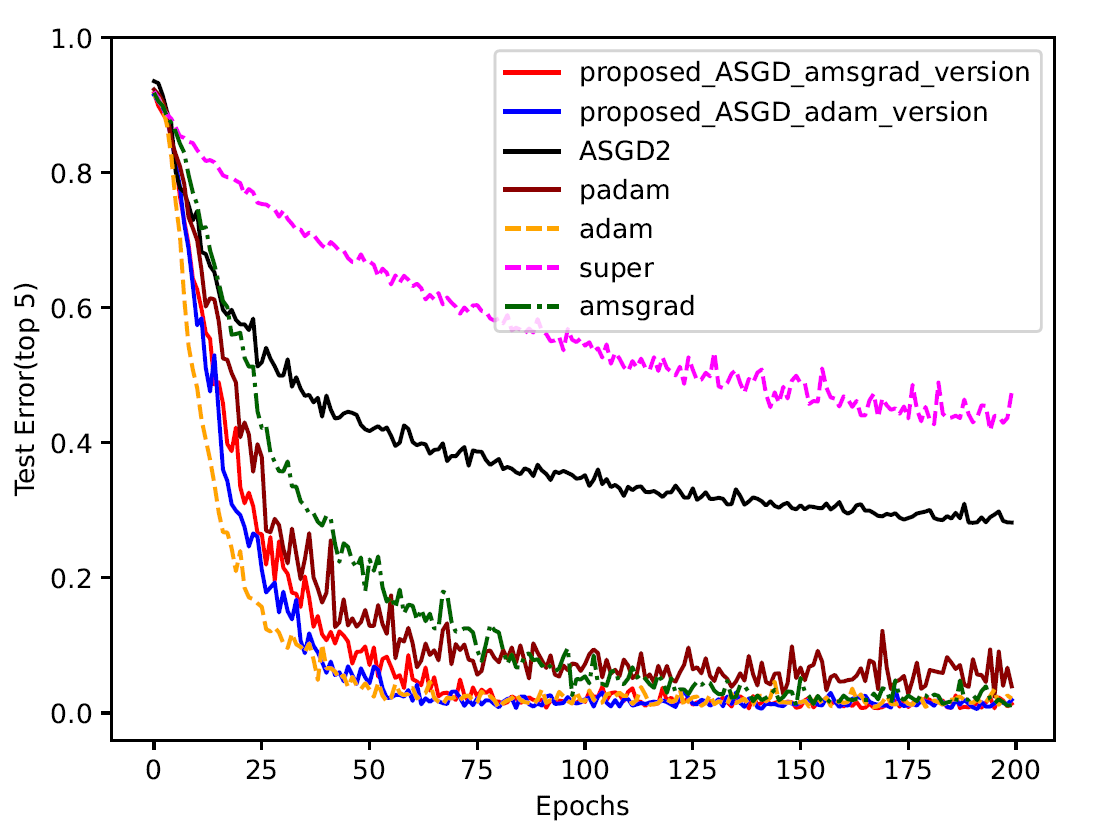 1.0
0.8
0.6
0.4
0.2
0.0
Test Error(top 5)
proposed_ASGD_amsgrad_version
proposed_ASGD_adam_version
ASGD2
padam
adam
super
amsgrad
0 25 50 75 100 125 150 175 200
Epochs